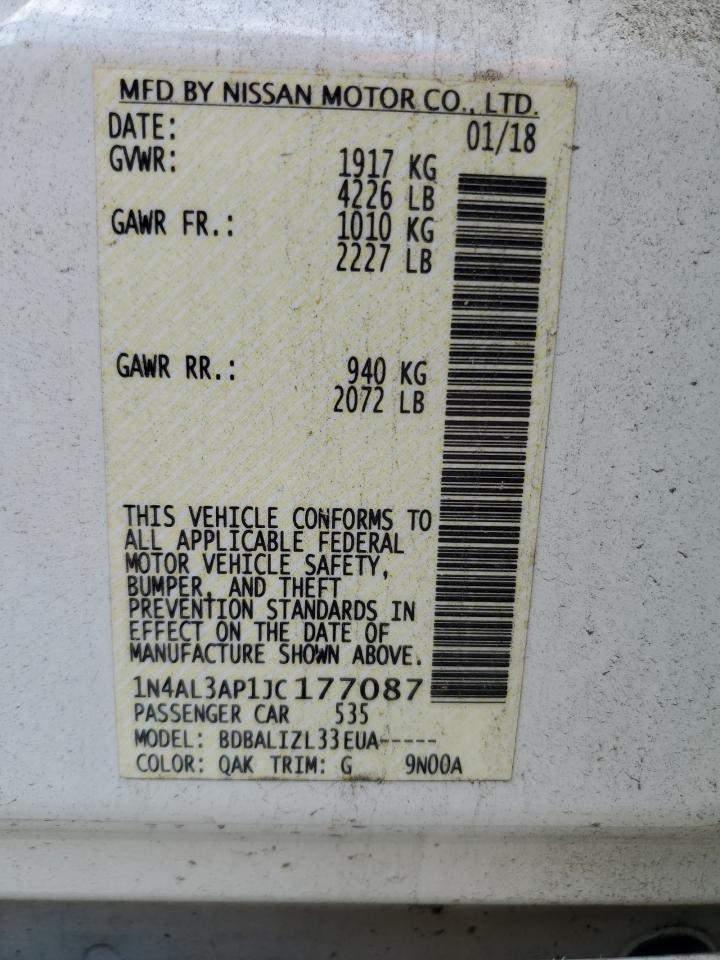 MFD BY NISSAN MOTOR CO., LTD.
DATE: 01/18
GVWR: 1917 KG
4226 LB
GAWR FR.: 1010 KG
2227 LB
GAWR RR.: 940 KG
2072 LB
THIS VEHICLE CONFORMS TO
ALL APPLICABLE FEDERAL
MOTOR VEHICLE SAFETY,
BUMPER, AND THEFT
PREVENTION STANDARDS IN
EFFECT ON THE DATE OF
MANUFACTURE SHOWN ABOVE.
1N4AL3AP1JC177087
PASSENGER CAR 535
MODEL: BDBALIZL33EUA-----
COLOR: QAK TRIM: G 9N00A